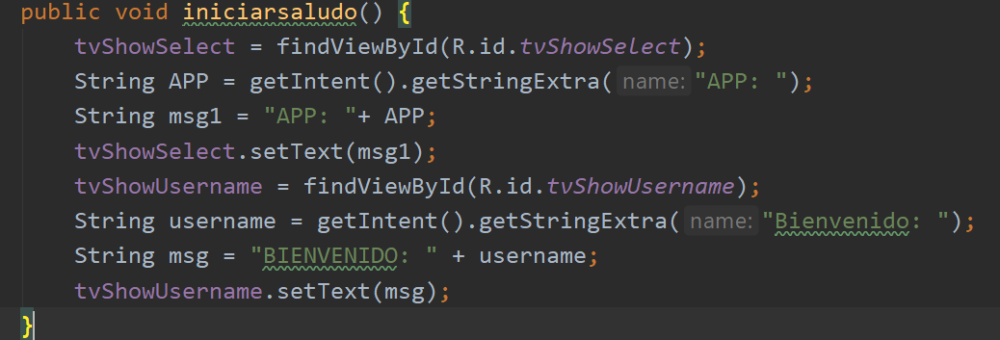 public void iniciarsaludo() {
    tvShowSelect = findViewById(R.id.tvShowSelect);
    String APP = getIntent().getStringExtra( name: "APP: ");
    String msg1 = "APP: "+ APP;
    tvShowSelect.setText(msg1);
    tvShowUsername = findViewById(R.id.tvShowUsername);
    String username = getIntent().getStringExtra( name: "Bienvenido: ");
    String msg = "BIENVENIDO: " + username;
    tvShowUsername.setText(msg);
}